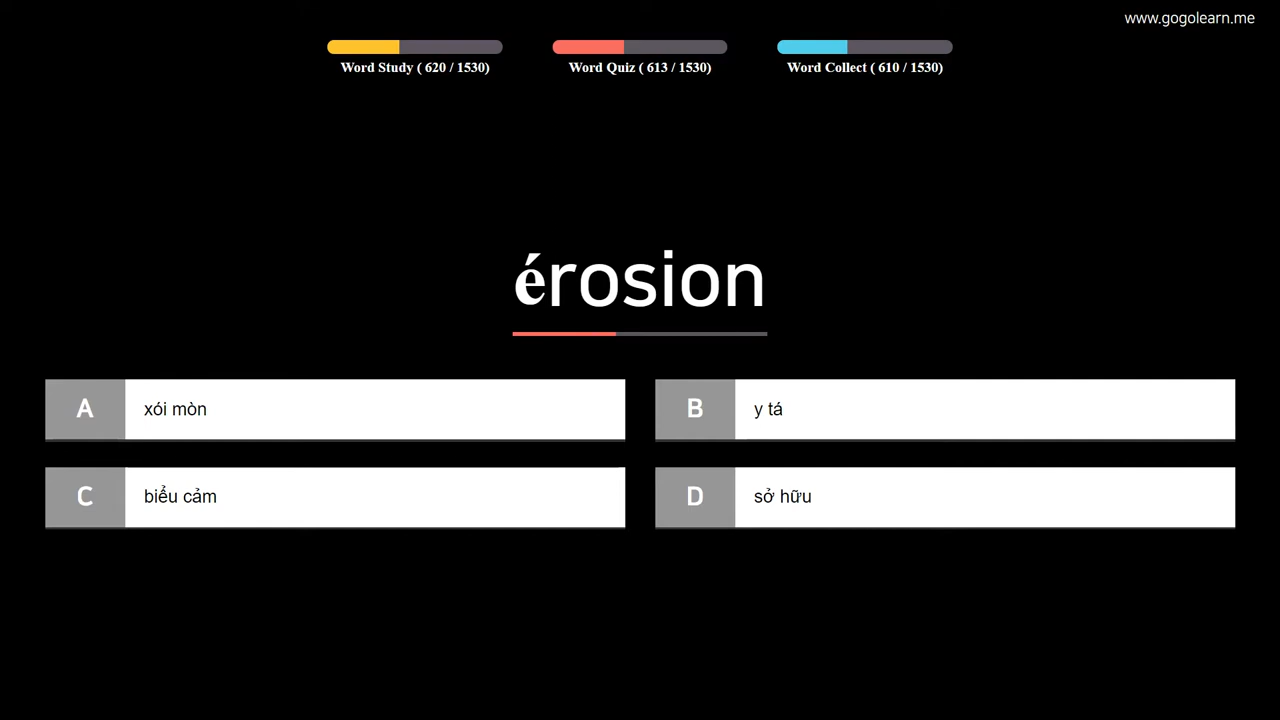 www.gogolearn.me
Word Study ( 620 / 1530)
Word Quiz ( 613 / 1530)
Word Collect ( 610 / 1530)
érosion
A xói mòn
B y tá
C biểu cảm
D sở hữu